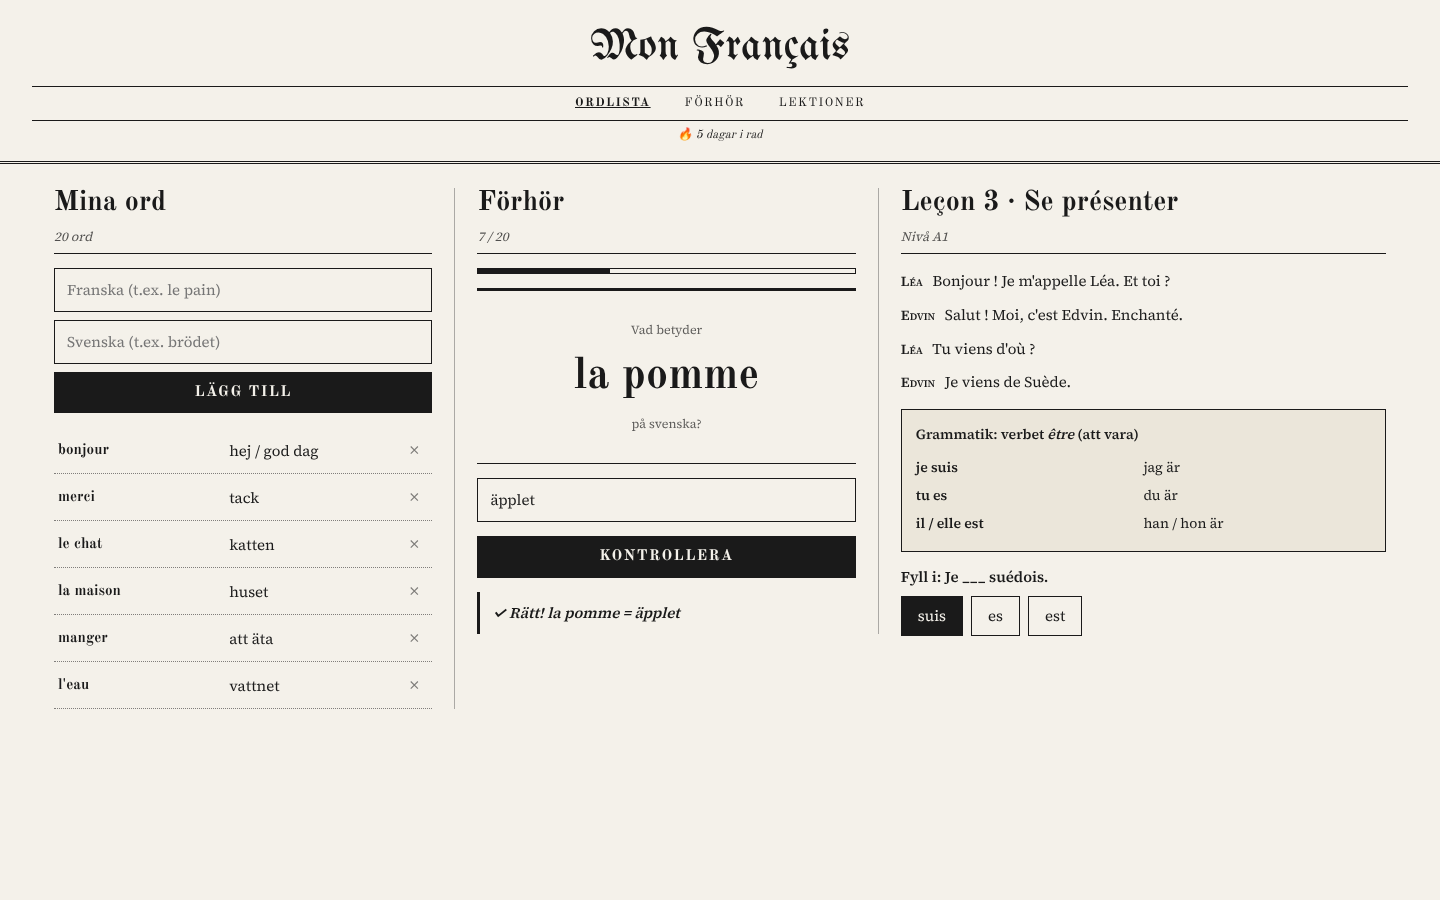 Mon Français
ORDLISTA FÖRHÖR LEKTIONER
🔥 5 dagar i rad
Mina ord
20 ord
Franska (t.ex. le pain)
Svenska (t.ex. brödet)
LÄGG TILL
bonjour hej / god dag ×
merci tack ×
le chat katten ×
la maison huset ×
manger att äta ×
l'eau vattnet ×
Förhör
7 / 20
Vad betyder
la pomme
på svenska?
äpplet
KONTROLLERA
✓ Rätt! la pomme = äpplet
Leçon 3 · Se présenter
Nivå A1
Léa Bonjour ! Je m'appelle Léa. Et toi ?
Edvin Salut ! Moi, c'est Edvin. Enchanté.
Léa Tu viens d'où ?
Edvin Je viens de Suède.
Grammatik: verbet être (att vara)
je suis jag är
tu es du är
il / elle est han / hon är
Fyll i: Je ___ suédois.
suis es est